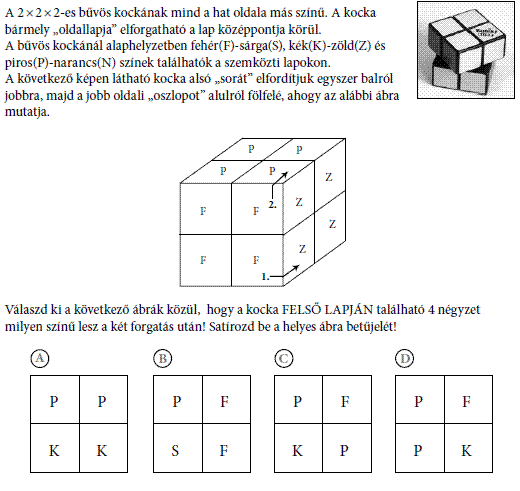 A 2×2×2-es bűvös kockának mind a hat oldala más színű. A kocka
bármely „oldallapja” elforgatható a lap középpontja körül.
A bűvös kockánál alaphelyzetben fehér(F)-sárga(S), kék(K)-zöld(Z) és
piros(P)-narancs(N) színek találhatók a szemközti lapokon.
A következő képen látható kocka alsó „sorát” elfordítjuk egyszer balról
jobbra, majd a jobb oldali „oszlopot” alulról fölfelé, ahogy az alábbi ábra
mutatja.
P P
P P Z
F F 2. Z
Z
F F Z
1.
Válaszd ki a következő ábrák közül, hogy a kocka FELSŐ LAPJÁN található 4 négyzet
milyen színű lesz a két forgatás után! Satírozd be a helyes ábra betűjelét!
A B C D
P P P F P F P F
K K S F K P P K